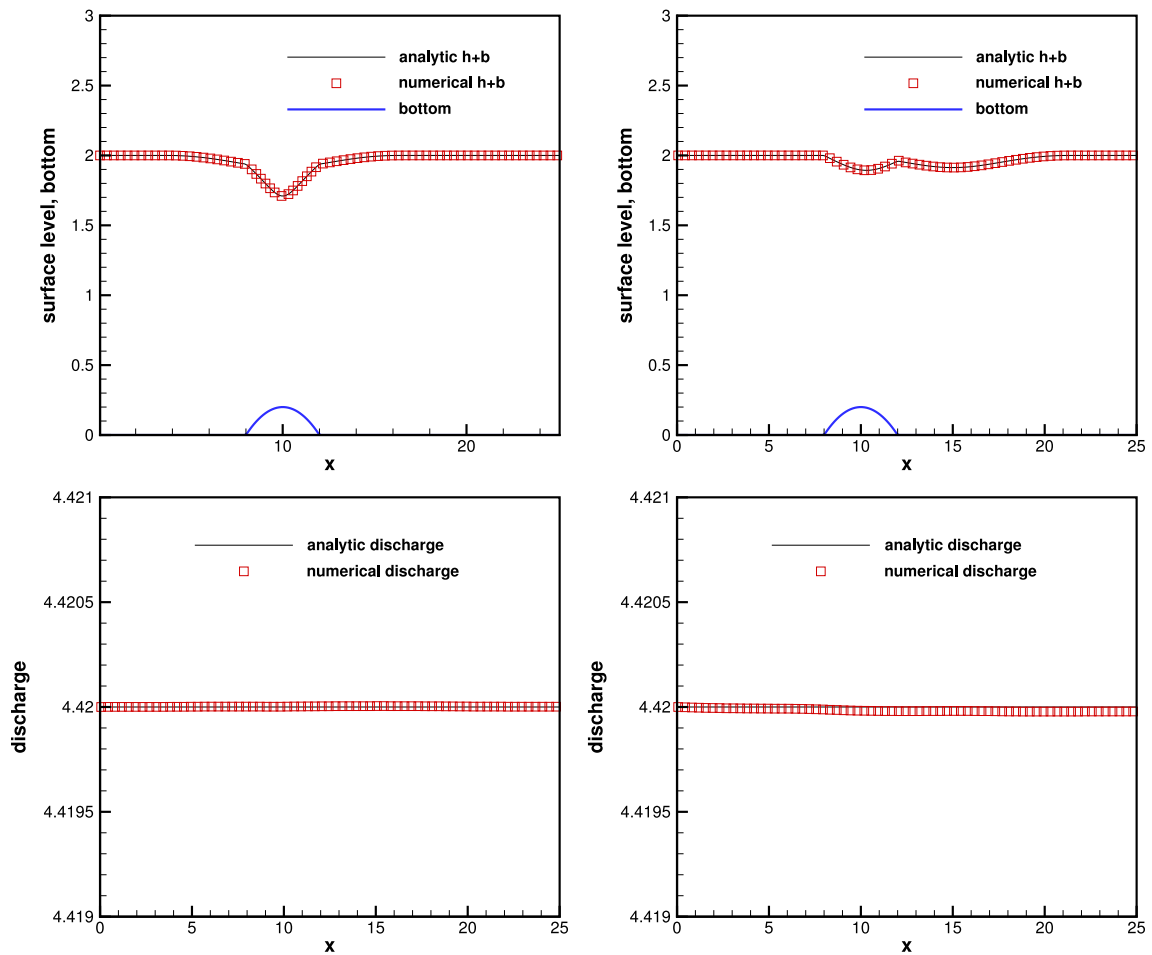 3
2.5
2
1.5
1
0.5
0
surface level, bottom
analytic h+b
numerical h+b
bottom
10
20
x
3
2.5
2
1.5
1
0.5
0
surface level, bottom
analytic h+b
numerical h+b
bottom
0
5
10
15
20
25
x
4.421
4.4205
4.42
4.4195
4.419
discharge
analytic discharge
numerical discharge
0
5
10
15
20
25
x
4.421
4.4205
4.42
4.4195
4.419
discharge
analytic discharge
numerical discharge
0
5
10
15
20
25
x